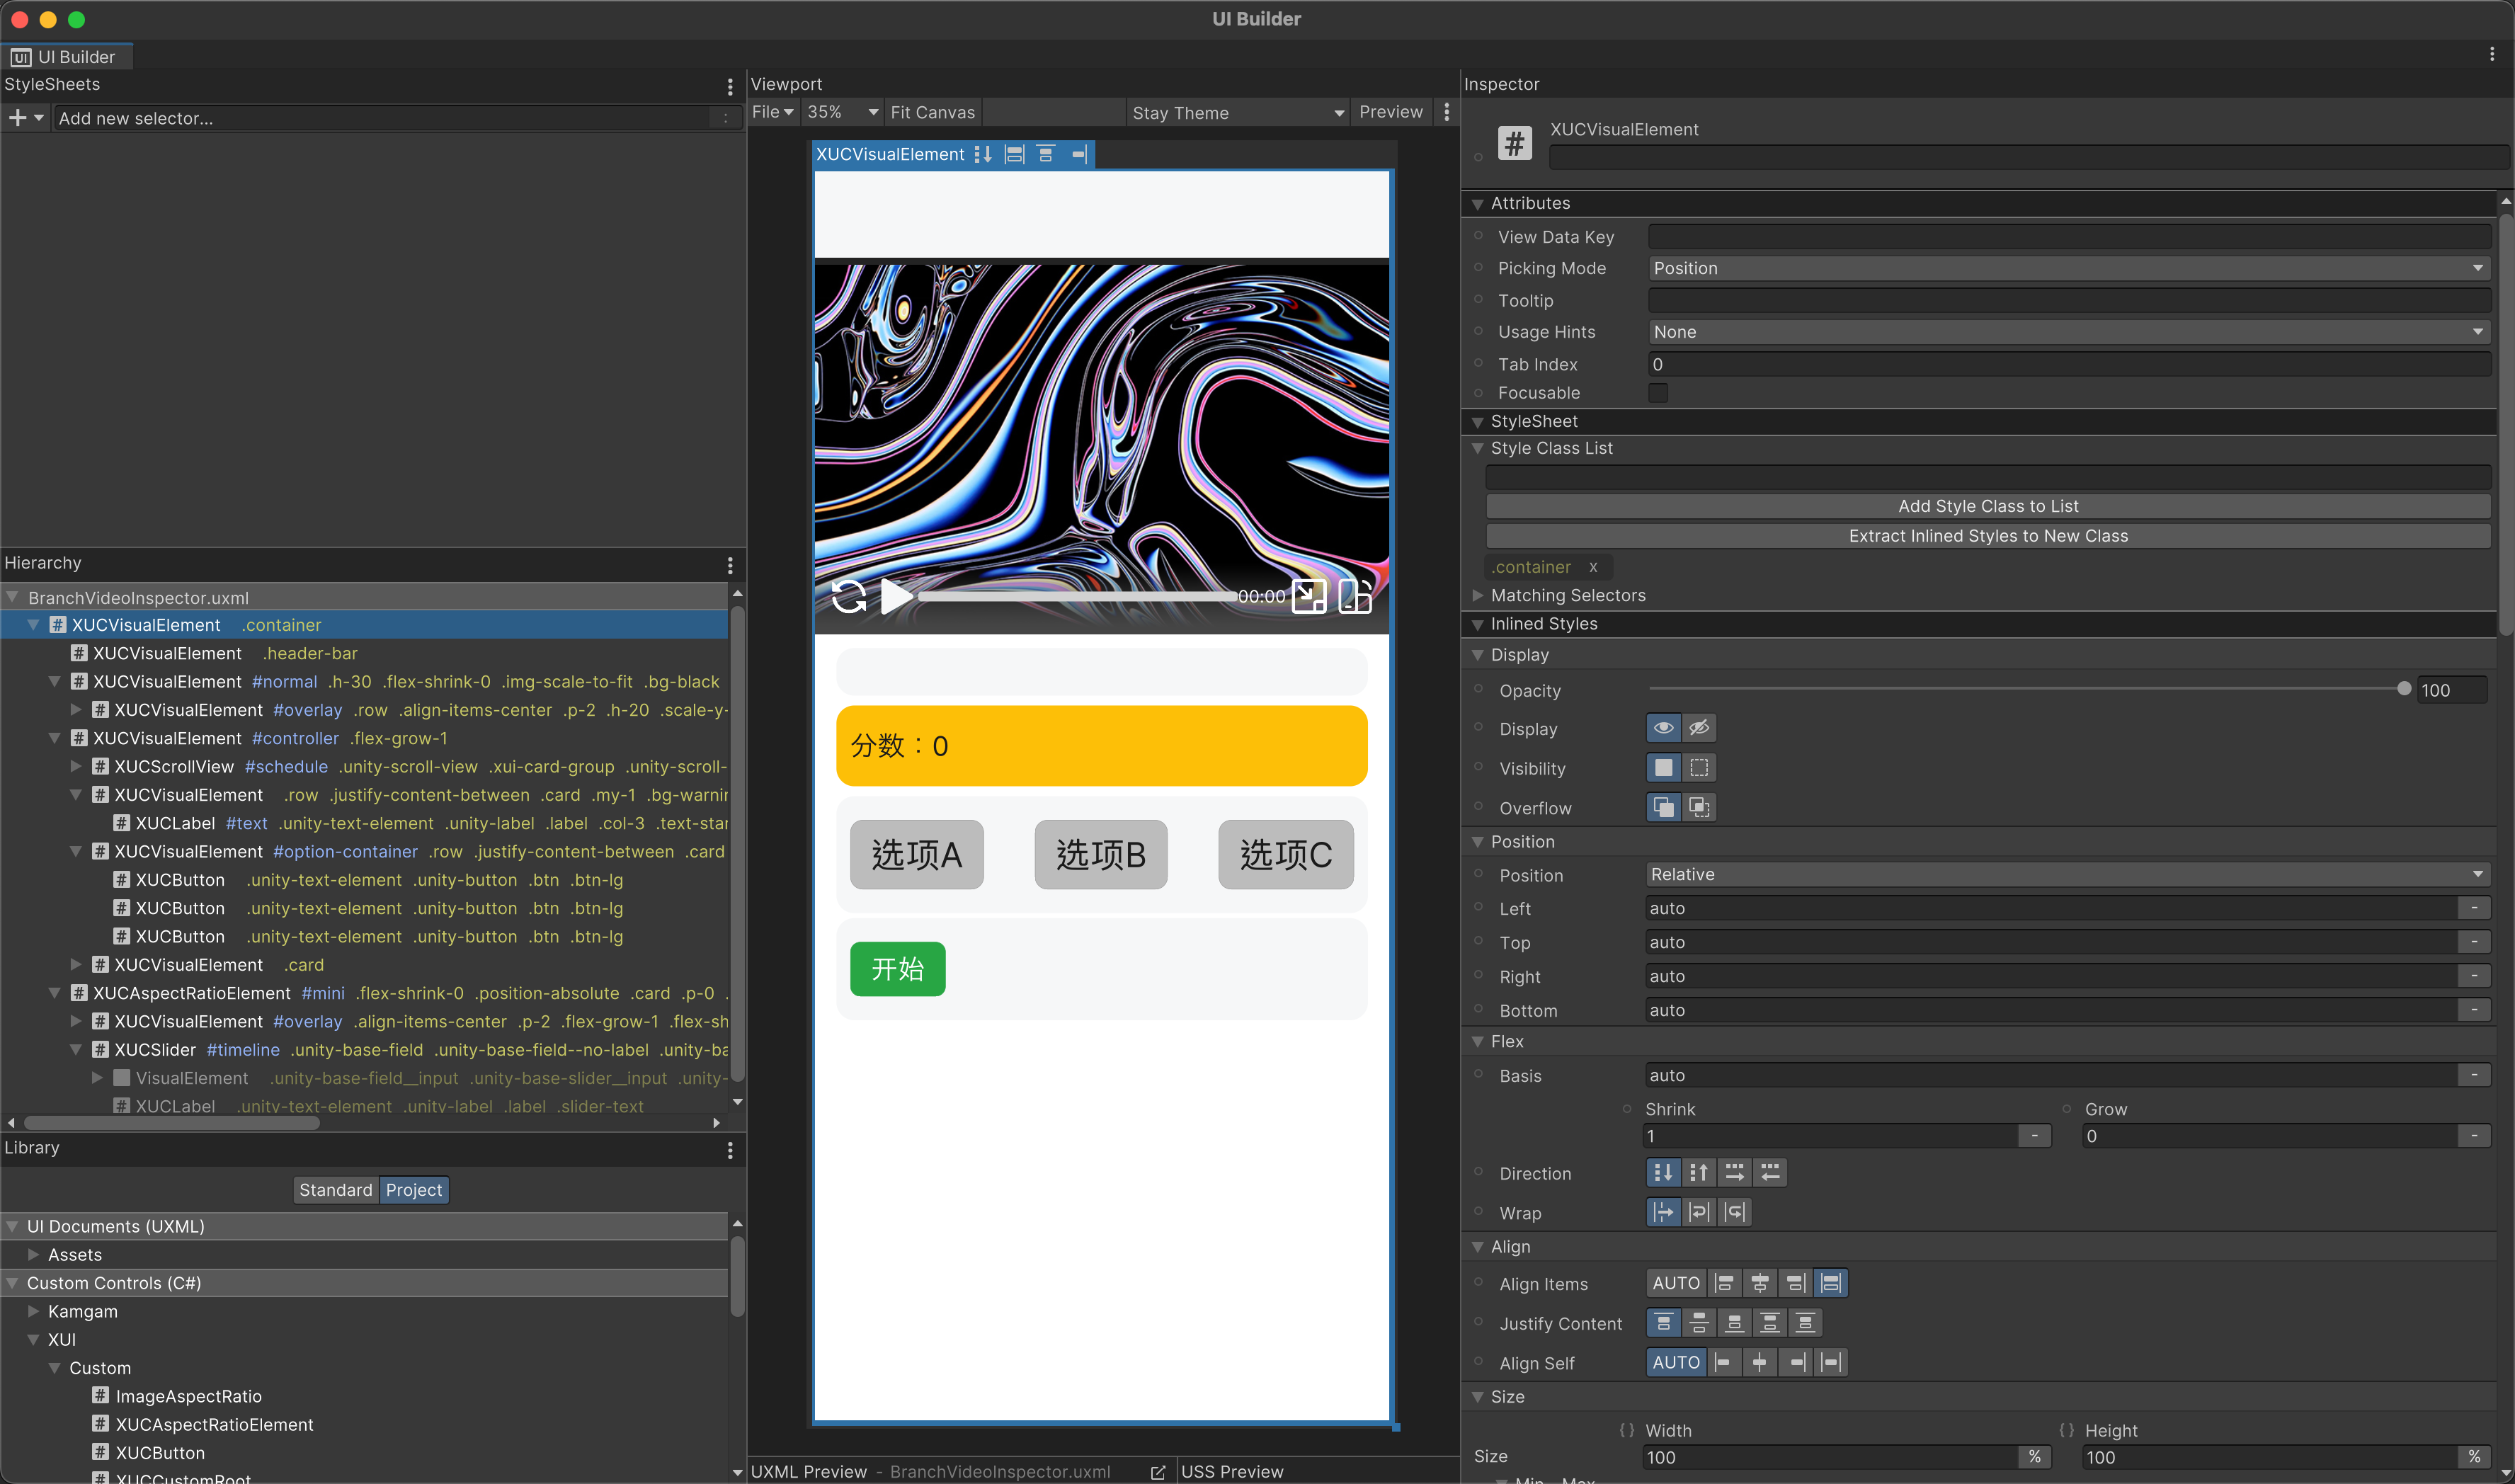 UI Builder
UI Builder
StyleSheets
Add new selector...
Hierarchy
BranchVideoInspector.uxml
XUCVisualElement .container
XUCVisualElement .header-bar
XUCVisualElement #normal .h-30 .flex-shrink-0 .img-scale-to-fit .bg-black
XUCVisualElement #overlay .row .align-items-center .p-2 .h-20 .scale-y-
XUCVisualElement #controller .flex-grow-1
XUCScrollView #schedule .unity-scroll-view .xui-card-group .unity-scroll-
XUCVisualElement .row .justify-content-between .card .my-1 .bg-warnin
XUCLabel #text .unity-text-element .unity-label .label .col-3 .text-star
XUCVisualElement #option-container .row .justify-content-between .card
XUCButton .unity-text-element .unity-button .btn .btn-lg
XUCButton .unity-text-element .unity-button .btn .btn-lg
XUCButton .unity-text-element .unity-button .btn .btn-lg
XUCVisualElement .card
XUCAspectRatioElement #mini .flex-shrink-0 .position-absolute .card .p-0 .
XUCVisualElement #overlay .align-items-center .p-2 .flex-grow-1 .flex-sh
XUCSlider #timeline .unity-base-field .unity-base-field--no-label .unity-ba
VisualElement .unity-base-field__input .unity-base-slider__input .unity-
XUCLabel .unity-text-element .unity-label .label .slider-text
Library
Standard Project
UI Documents (UXML)
Assets
Custom Controls (C#)
Kamgam
XUI
Custom
ImageAspectRatio
XUCAspectRatioElement
XUCButton
XUCCustomRoot
Viewport
File 35% Fit Canvas Stay Theme Preview
XUCVisualElement
00:00
分数：0
选项A 选项B 选项C
开始
UXML Preview - BranchVideoInspector.uxml USS Preview
Inspector
XUCVisualElement
Attributes
View Data Key
Picking Mode Position
Tooltip
Usage Hints None
Tab Index 0
Focusable
StyleSheet
Style Class List
Add Style Class to List
Extract Inlined Styles to New Class
.container x
Matching Selectors
Inlined Styles
Display
Opacity 100
Display
Visibility
Overflow
Position
Position Relative
Left auto -
Top auto -
Right auto -
Bottom auto -
Flex
Basis auto -
Shrink Grow
1 - 0 -
Direction
Wrap
Align
Align Items AUTO
Justify Content
Align Self AUTO
Size
Width Height
Size 100 % 100 %